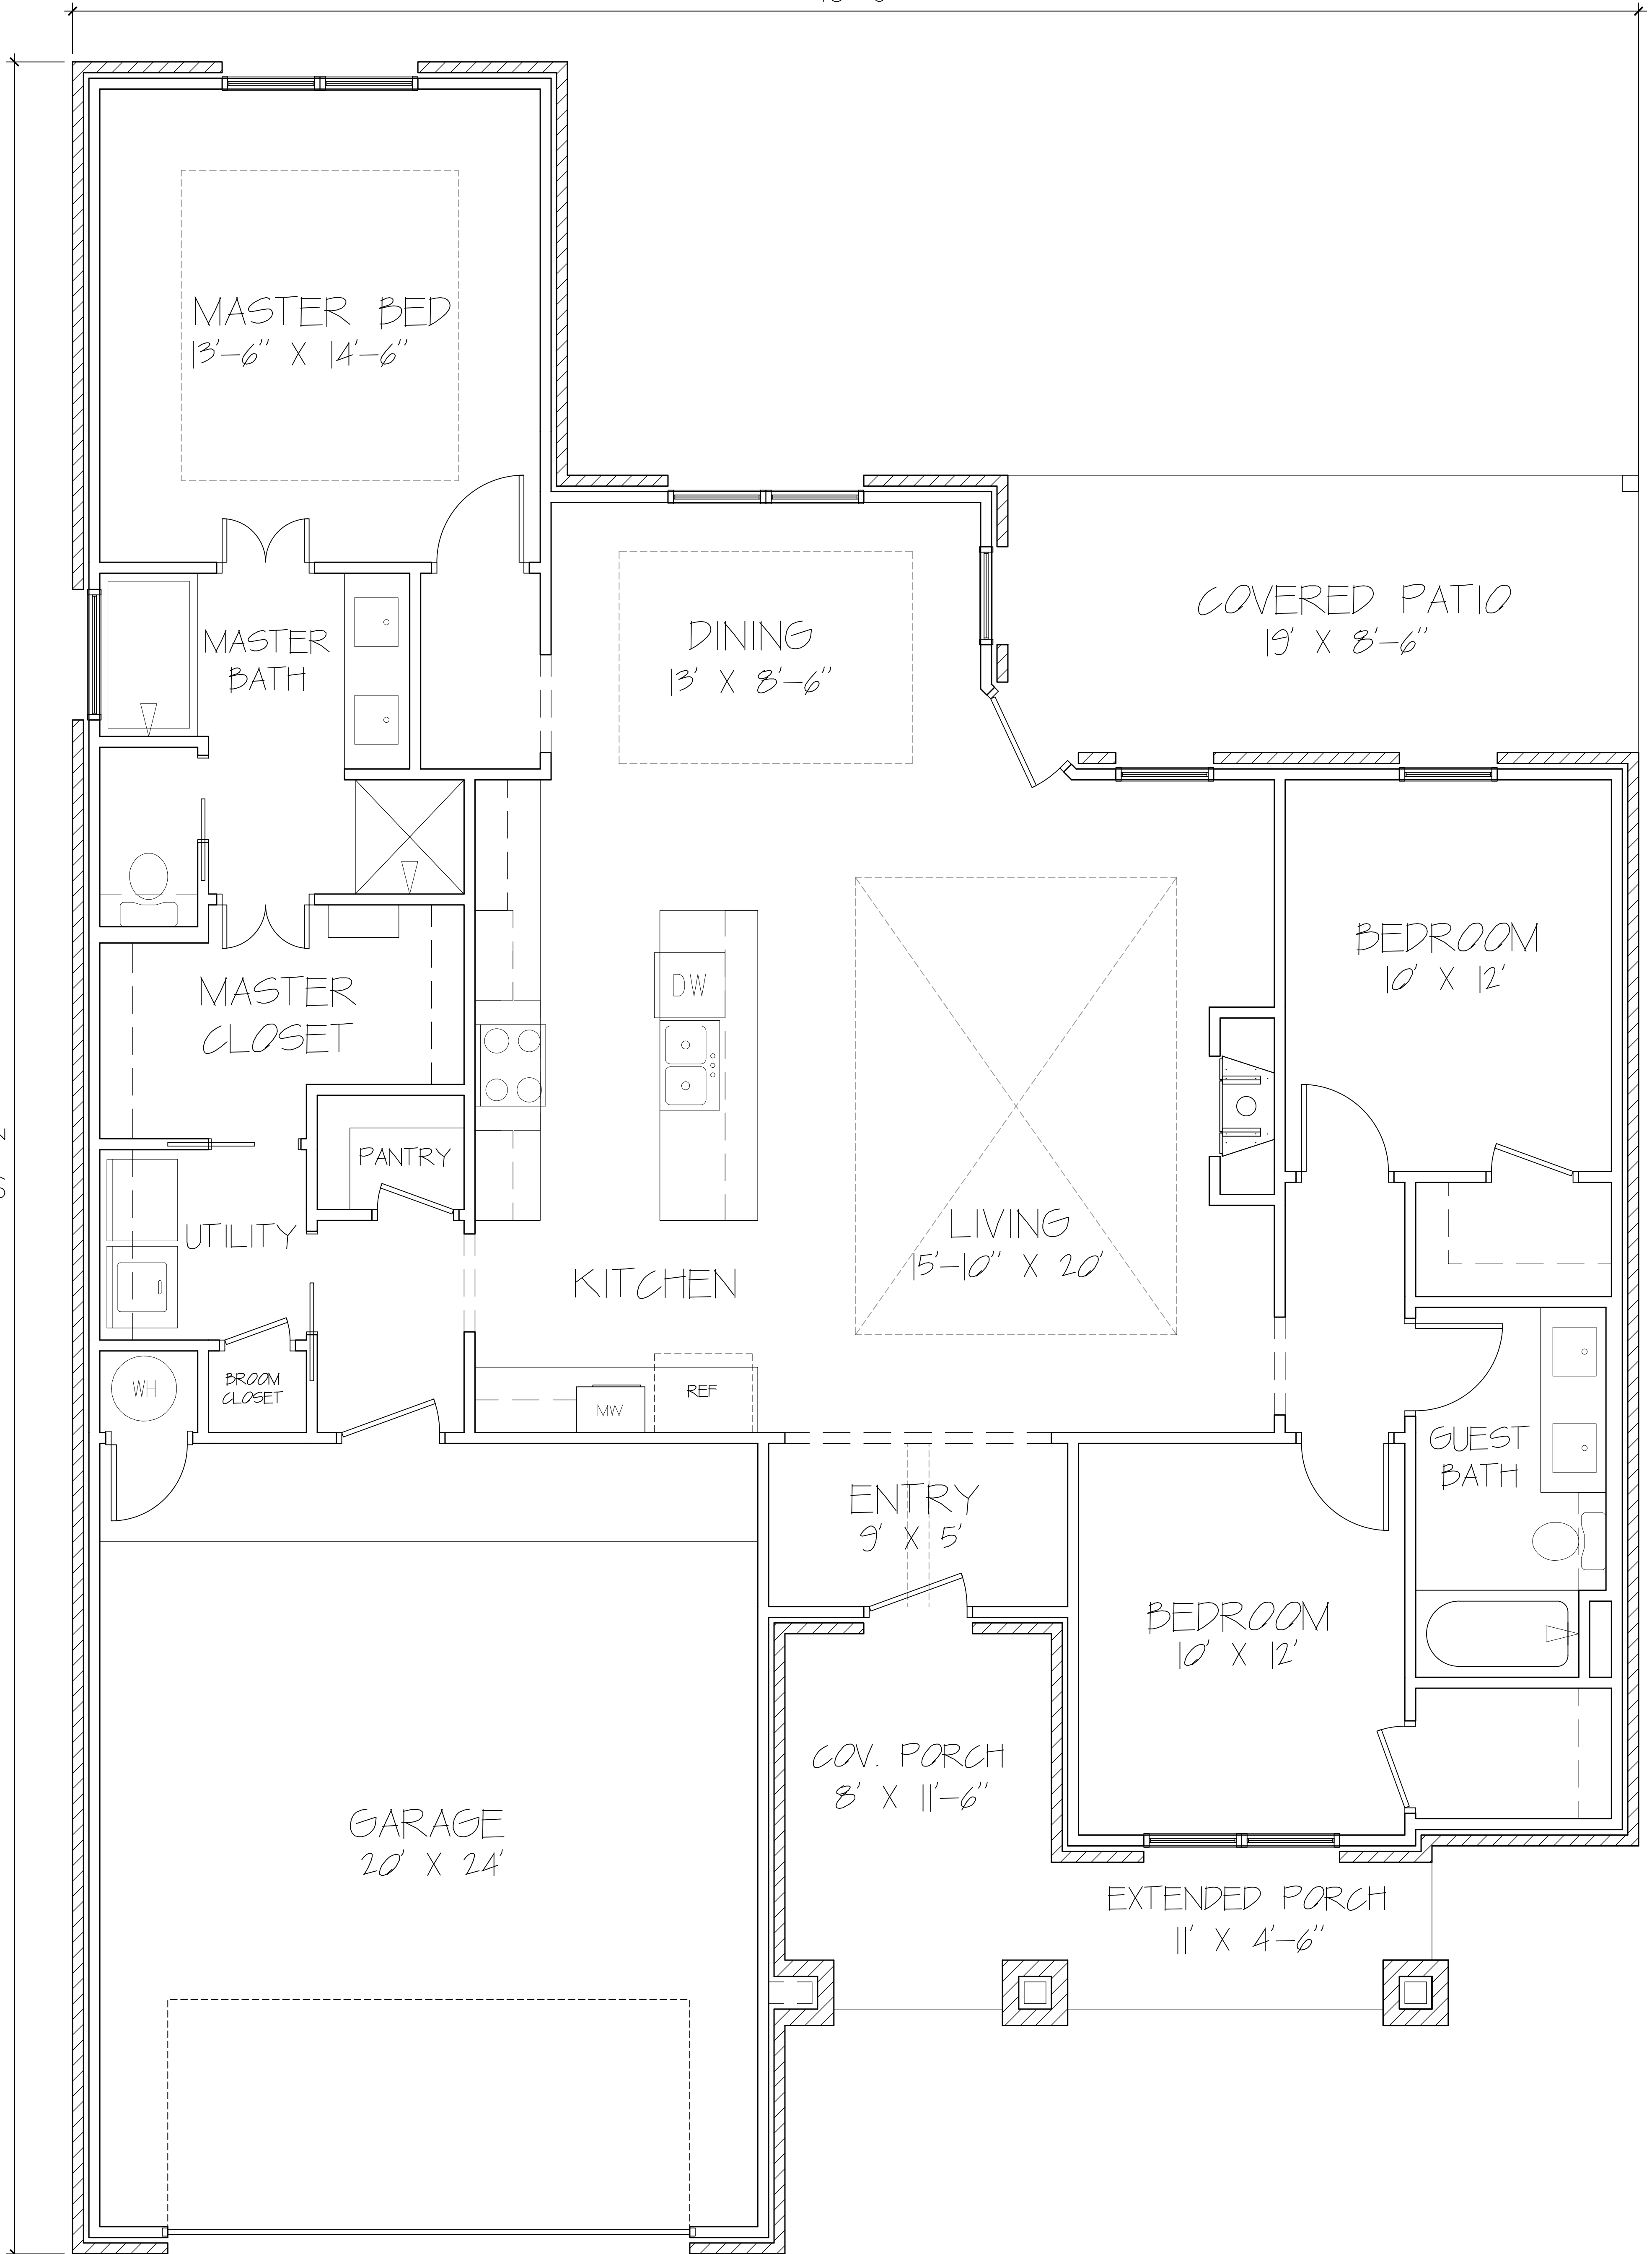 MASTER BED
13'-6" X 14'-6"
MASTER
BATH
DINING
13' X 8'-6"
COVERED PATIO
19' X 8'-6"
MASTER
CLOSET
DW
BEDROOM
10' X 12'
PANTRY
UTILITY
LIVING
15'-10" X 20'
KITCHEN
WH
BROOM
CLOSET
MW
REF
GUEST
BATH
ENTRY
9' X 5'
BEDROOM
10' X 12'
COV. PORCH
8' X 11'-6"
GARAGE
20' X 24'
EXTENDED PORCH
11' X 4'-6"